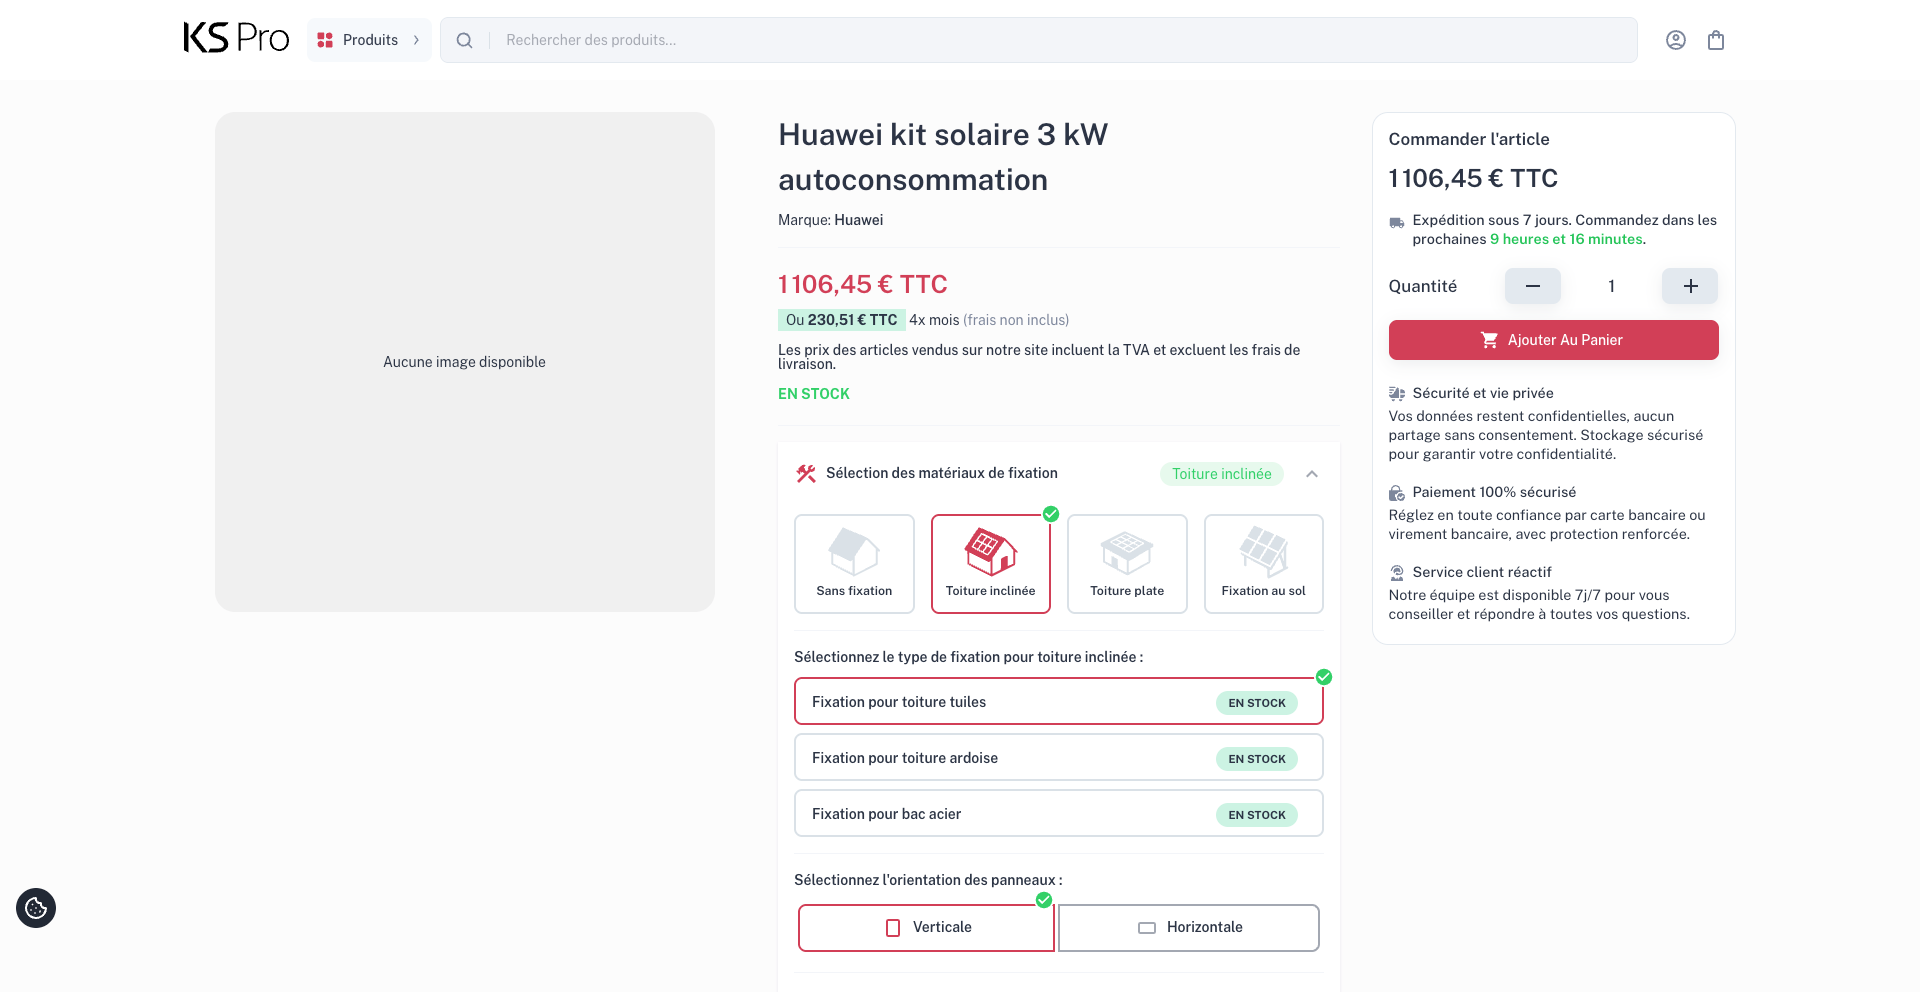 KS Pro
Produits
Rechercher des produits...
Aucune image disponible
Huawei kit solaire 3 kW
autoconsommation
Marque: Huawei
1 106,45 € TTC
Ou 230,51 € TTC 4x mois (frais non inclus)
Les prix des articles vendus sur notre site incluent la TVA et excluent les frais de
livraison.
EN STOCK
Sélection des matériaux de fixation
Toiture inclinée
Sans fixation
Toiture inclinée
Toiture plate
Fixation au sol
Sélectionnez le type de fixation pour toiture inclinée :
Fixation pour toiture tuiles
EN STOCK
Fixation pour toiture ardoise
EN STOCK
Fixation pour bac acier
EN STOCK
Sélectionnez l'orientation des panneaux :
Verticale
Horizontale
Commander l'article
1 106,45 € TTC
Expédition sous 7 jours. Commandez dans les
prochaines 9 heures et 16 minutes.
Quantité
1
Ajouter Au Panier
Sécurité et vie privée
Vos données restent confidentielles, aucun
partage sans consentement. Stockage sécurisé
pour garantir votre confidentialité.
Paiement 100% sécurisé
Réglez en toute confiance par carte bancaire ou
virement bancaire, avec protection renforcée.
Service client réactif
Notre équipe est disponible 7j/7 pour vous
conseiller et répondre à toutes vos questions.